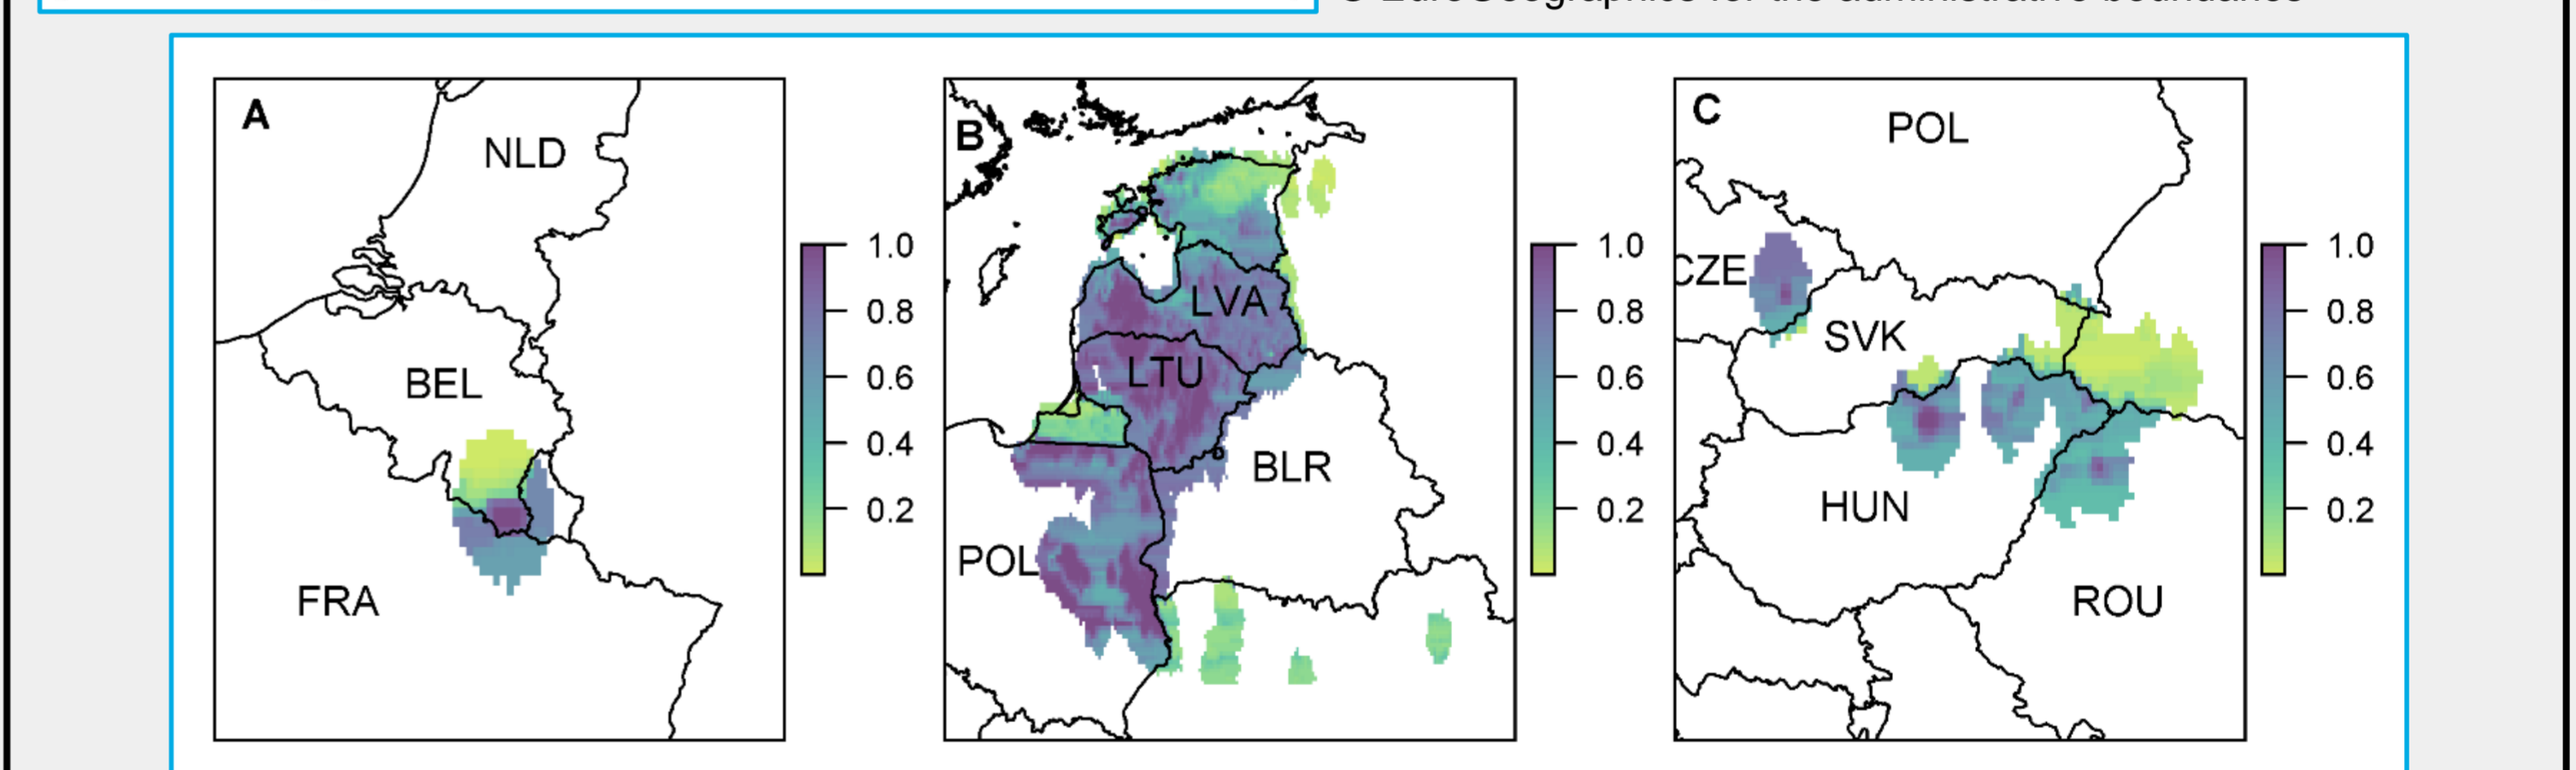 © EuroGeographics for the administrative boundaries
A
NLD
BEL
FRA
1.0
0.8
0.6
0.4
0.2
B
LVA
LTU
BLR
POL
1.0
0.8
0.6
0.4
0.2
C
POL
CZE
SVK
HUN
ROU
1.0
0.8
0.6
0.4
0.2